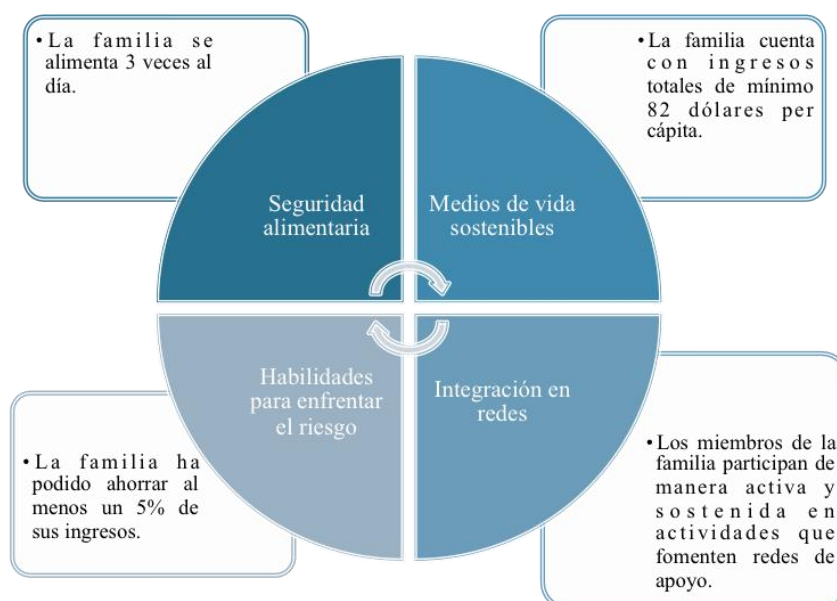 • La familia se
alimenta 3 veces al
día.
• La familia cuenta
con ingresos
totales de mínimo
82 dólares per
cápita.
Seguridad
alimentaria
Medios de vida
sostenibles
Habilidades
para enfrentar
el riesgo
Integración en
redes
• La familia ha
podido ahorrar al
menos un 5% de
sus ingresos.
• Los miembros de la
familia participan de
manera activa y
sostenida en
actividades que
fomenten redes de
apoyo.